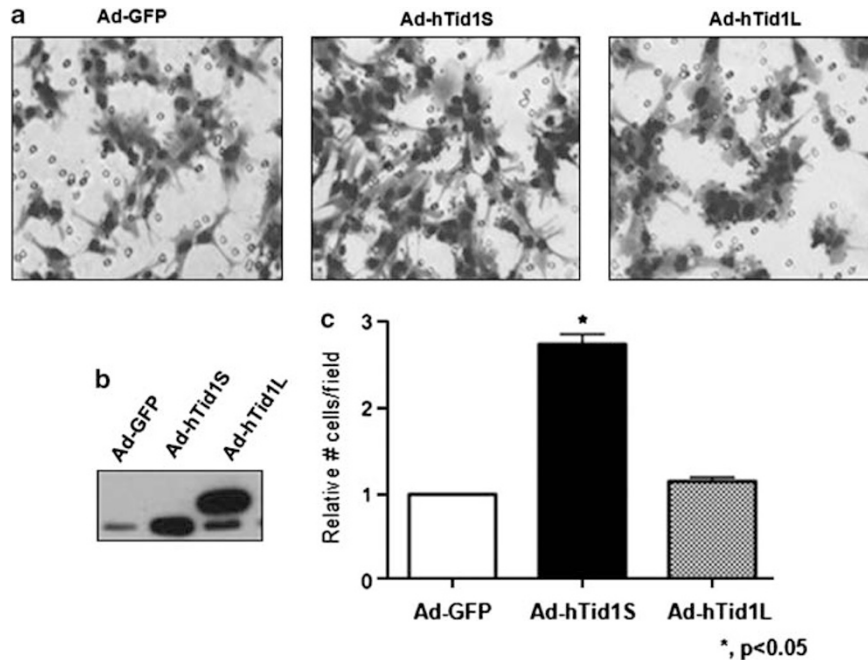 a
Ad-GFP
Ad-hTid1S
Ad-hTid1L
b
Ad-GFP
Ad-hTid1S
Ad-hTid1L
c
Relative # cells/field
3
2
1
0
*
Ad-GFP
Ad-hTid1S
Ad-hTid1L
*, p<0.05